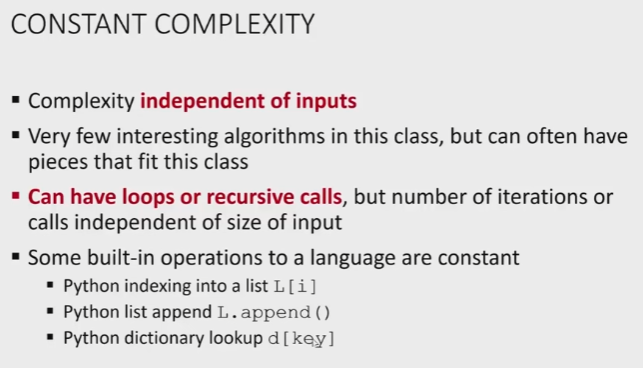 CONSTANT COMPLEXITY
▪ Complexity independent of inputs
▪ Very few interesting algorithms in this class, but can often have
pieces that fit this class
▪ Can have loops or recursive calls, but number of iterations or
calls independent of size of input
▪ Some built-in operations to a language are constant
▪ Python indexing into a list L[i]
▪ Python list append L.append()
▪ Python dictionary lookup d[key]